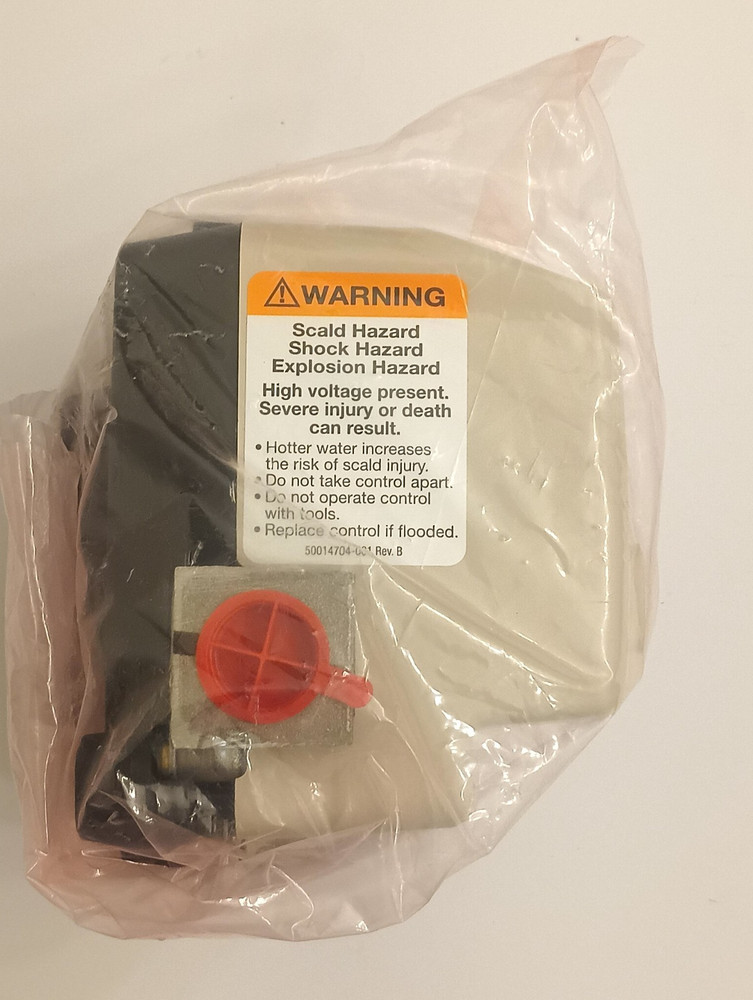 WARNING
Scald Hazard
Shock Hazard
Explosion Hazard
High voltage present.
Severe injury or death
can result.
• Hotter water increases
the risk of scald injury.
• Do not take control apart.
• Do not operate control
with tools.
• Replace control if flooded.
50014704-001 Rev. B